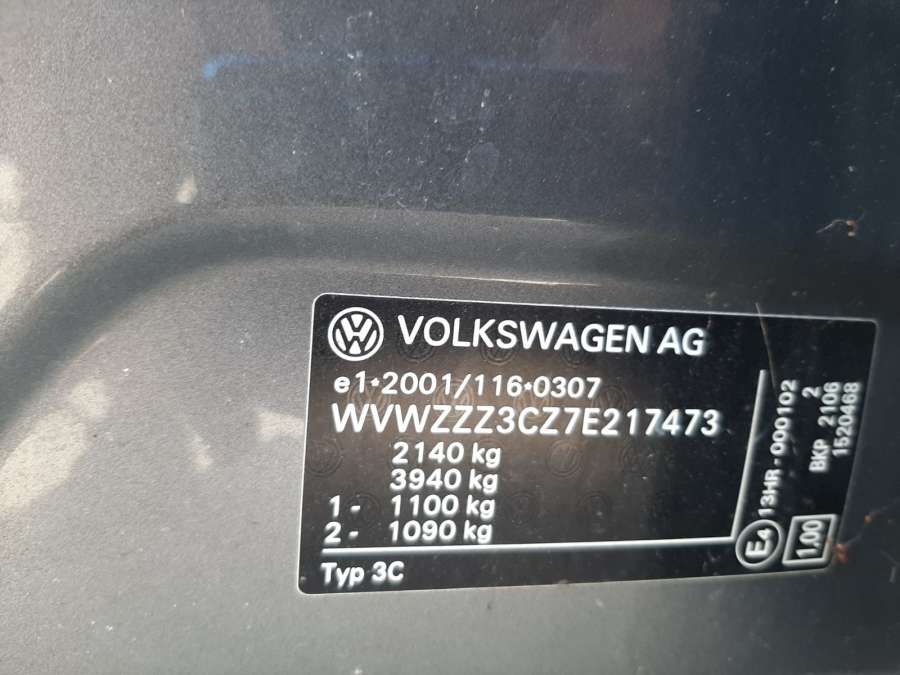 VOLKSWAGEN AG
e1*2001/116*0307
WVWZZZ3CZ7E217473
2140 kg
3940 kg
1 - 1100 kg
2 - 1090 kg
Typ 3C
E4 13HR - 000102
BKP 2106 2
1520468
1,00